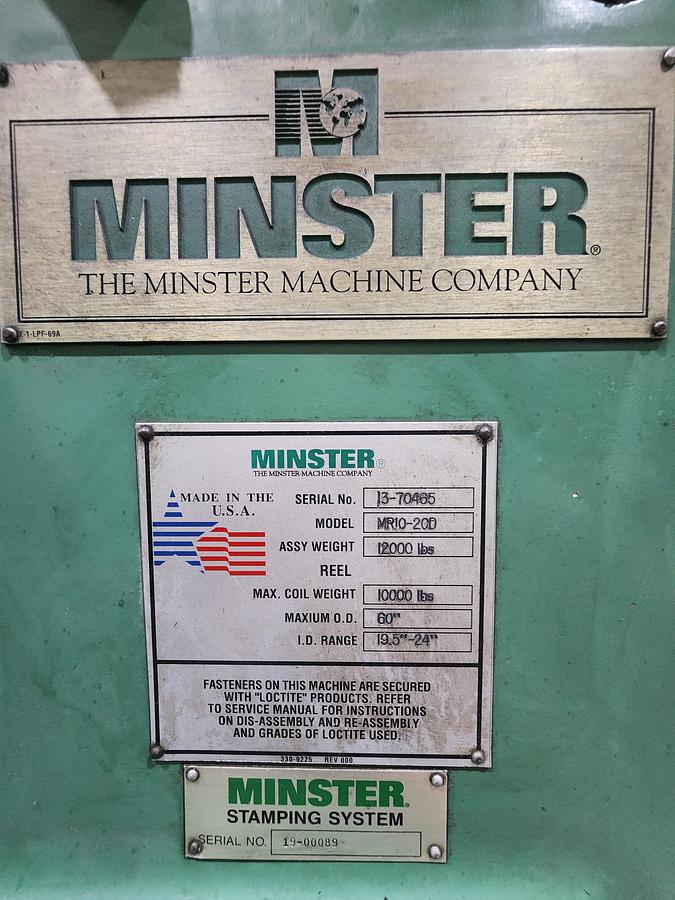 MINSTER®
THE MINSTER MACHINE COMPANY
X-1-LPF-69A
MINSTER®
THE MINSTER MACHINE COMPANY
MADE IN THE
U.S.A.
SERIAL No. 13-70465
MODEL MR10-20D
ASSY WEIGHT 12000 lbs
REEL
MAX. COIL WEIGHT 10000 lbs
MAXIUM O.D. 60"
I.D. RANGE 19.5"-24"
FASTENERS ON THIS MACHINE ARE SECURED
WITH "LOCTITE" PRODUCTS. REFER
TO SERVICE MANUAL FOR INSTRUCTIONS
ON DIS-ASSEMBLY AND RE-ASSEMBLY
AND GRADES OF LOCTITE USED.
330-9225 REV 000
MINSTER®
STAMPING SYSTEM
SERIAL NO. 19-00089